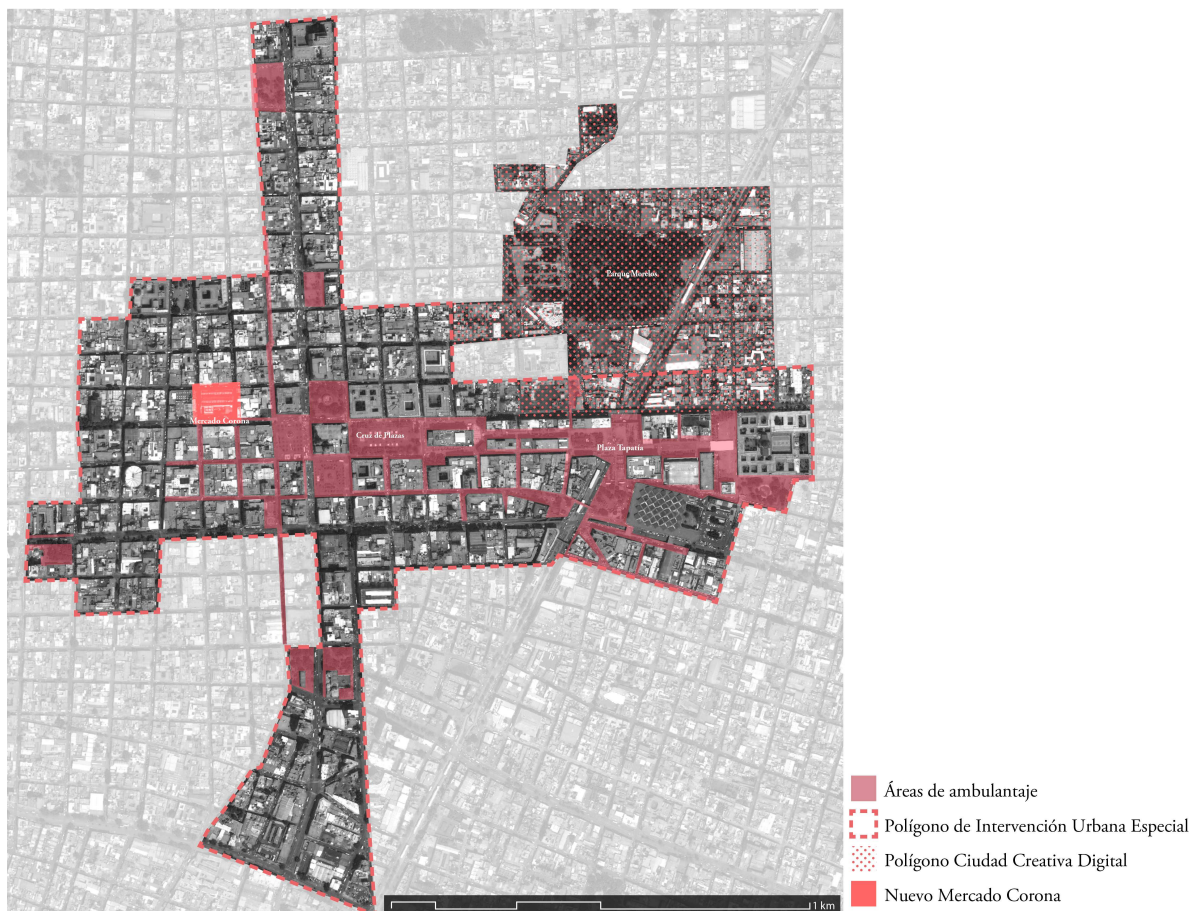 Parque Morelos
Mercado Corona
Cruz de Plazas
Plaza Tapatía
Áreas de ambulantaje
Polígono de Intervención Urbana Especial
Polígono Ciudad Creativa Digital
Nuevo Mercado Corona
1 km